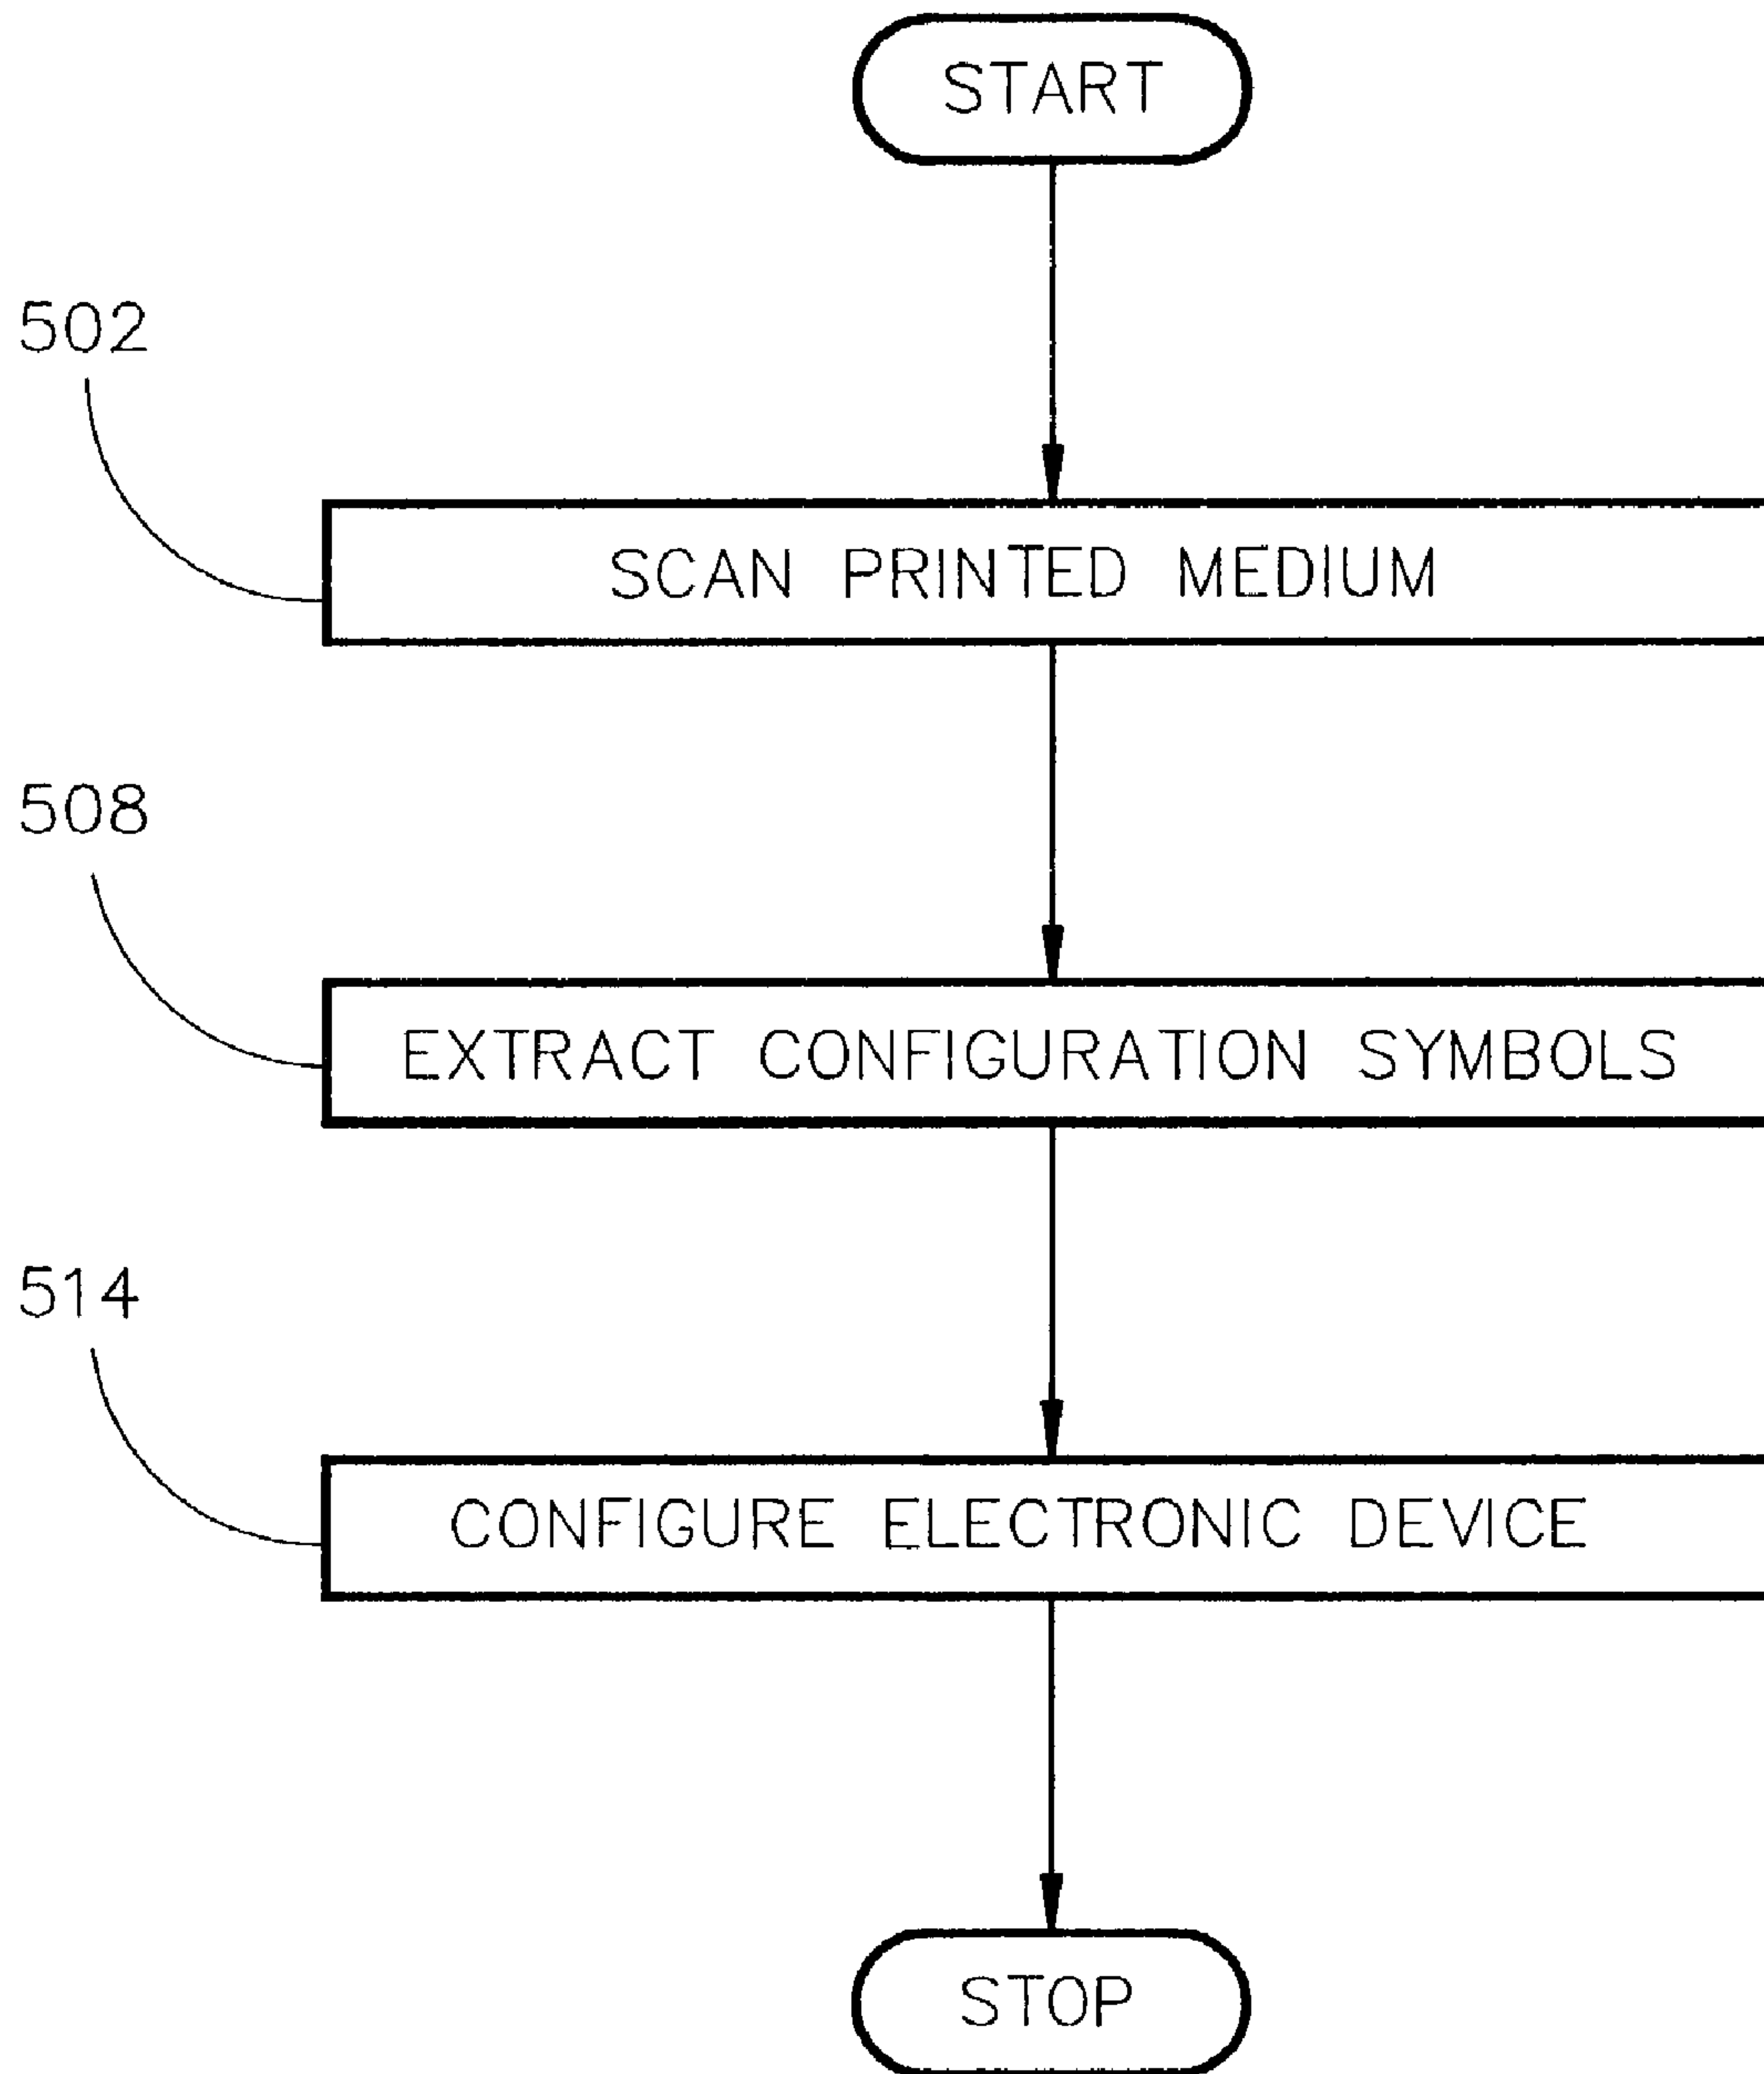 START
502
SCAN PRINTED MEDIUM
508
EXTRACT CONFIGURATION SYMBOLS
514
CONFIGURE ELECTRONIC DEVICE
STOP